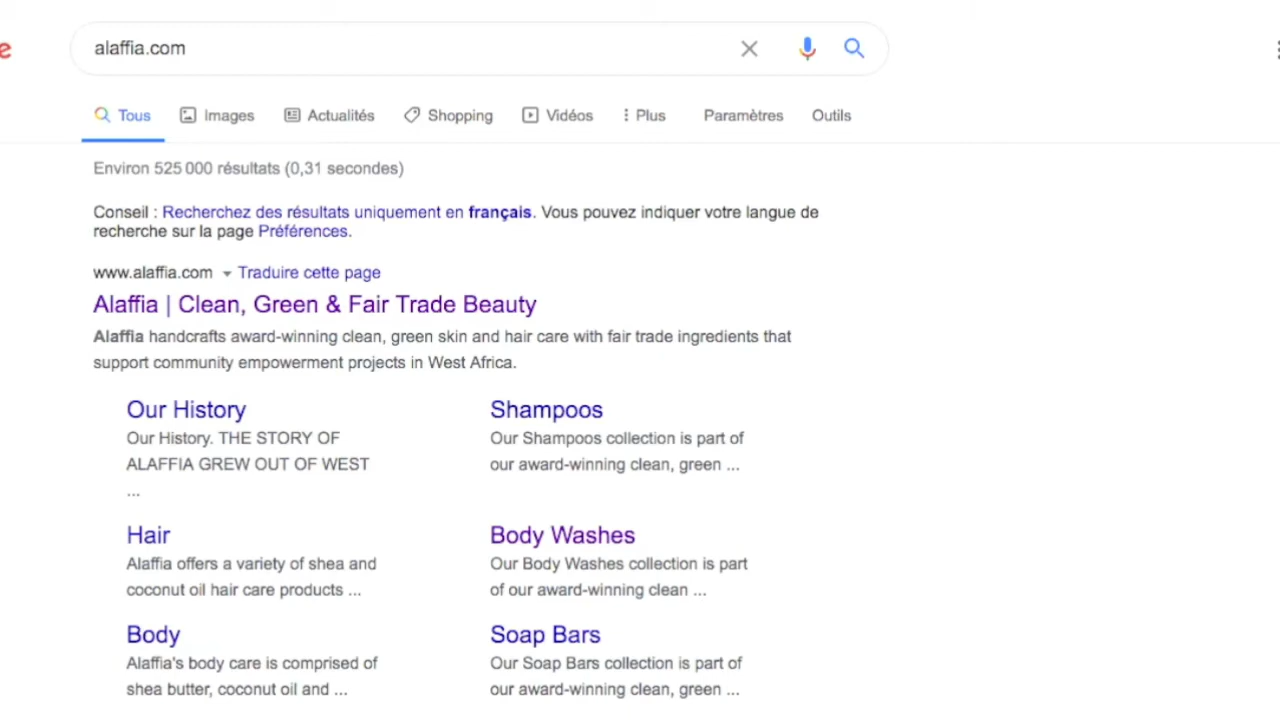 e
alaffia.com
Tous Images Actualités Shopping Vidéos Plus Paramètres Outils
Environ 525 000 résultats (0,31 secondes)
Conseil : Recherchez des résultats uniquement en français. Vous pouvez indiquer votre langue de
recherche sur la page Préférences.
www.alaffia.com Traduire cette page
Alaffia | Clean, Green & Fair Trade Beauty
Alaffia handcrafts award-winning clean, green skin and hair care with fair trade ingredients that
support community empowerment projects in West Africa.
Our History
Our History. THE STORY OF
ALAFFIA GREW OUT OF WEST
...
Shampoos
Our Shampoos collection is part of
our award-winning clean, green ...
Hair
Alaffia offers a variety of shea and
coconut oil hair care products ...
Body Washes
Our Body Washes collection is part
of our award-winning clean ...
Body
Alaffia's body care is comprised of
shea butter, coconut oil and ...
Soap Bars
Our Soap Bars collection is part of
our award-winning clean, green ...